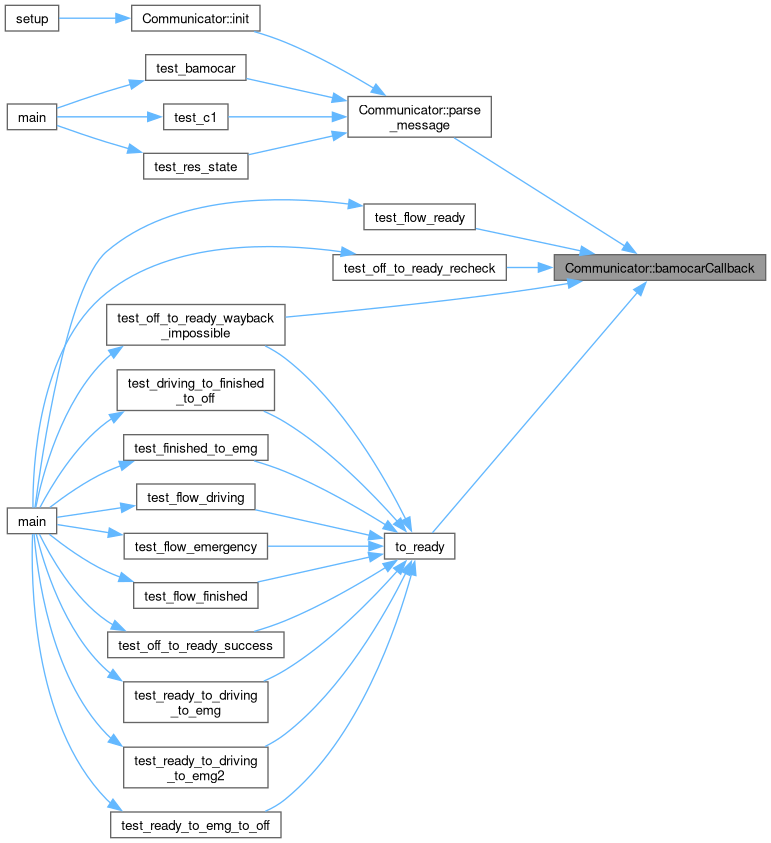 setup
Communicator::init
test_bamocar
main
test_c1
Communicator::parse
_message
test_res_state
test_flow_ready
test_off_to_ready_recheck
Communicator::bamocarCallback
test_off_to_ready_wayback
_impossible
test_driving_to_finished
_to_off
test_finished_to_emg
test_flow_driving
main
test_flow_emergency
to_ready
test_flow_finished
test_off_to_ready_success
test_ready_to_driving
_to_emg
test_ready_to_driving
_to_emg2
test_ready_to_emg_to_off